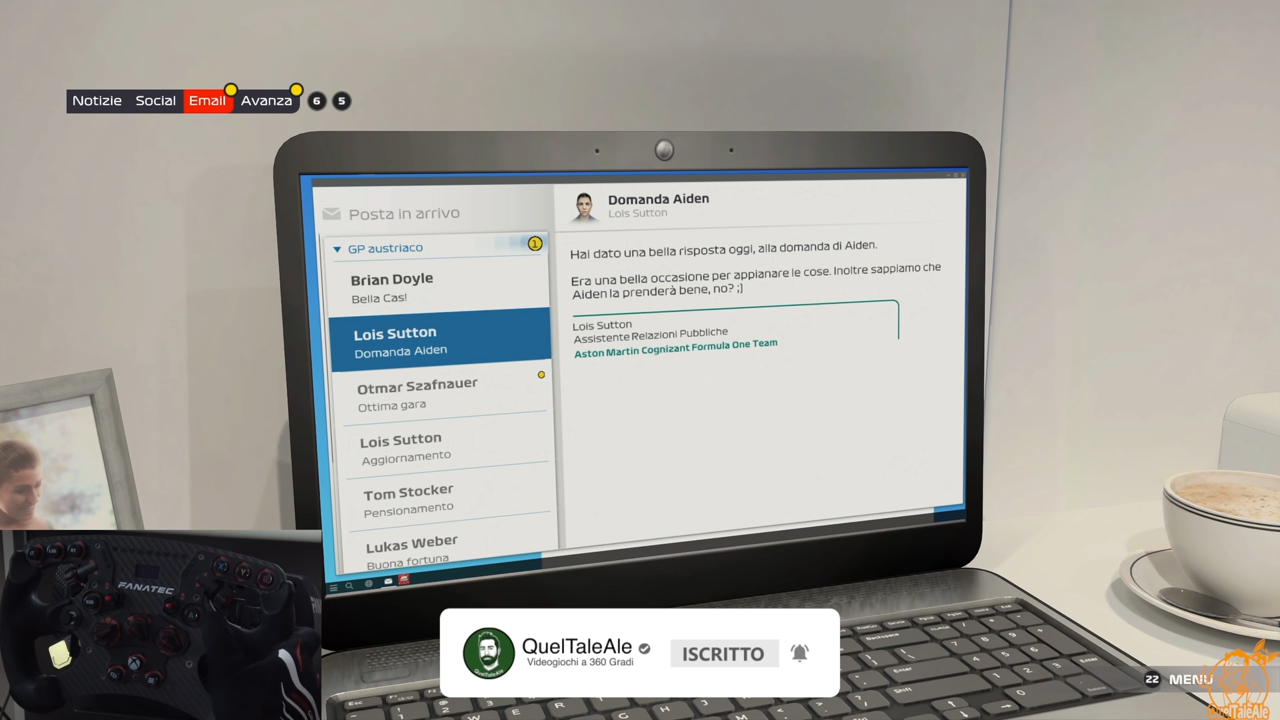 Notizie Social Email Avanza 6 5
Posta in arrivo
GP austriaco 1
Brian Doyle
Bella Cas!
Lois Sutton
Domanda Aiden
Otmar Szafnauer
Ottima gara
Lois Sutton
Aggiornamento
Tom Stocker
Pensionamento
Lukas Weber
Buona fortuna
Domanda Aiden
Lois Sutton
Hai dato una bella risposta oggi, alla domanda di Aiden.
Era una bella occasione per appianare le cose. Inoltre sappiamo che
Aiden la prenderà bene, no? ;)
Lois Sutton
Assistente Relazioni Pubbliche
Aston Martin Cognizant Formula One Team
FANATEC
QuelTaleAle
Videogiochi a 360 Gradi
ISCRITTO
Backspace
Enter
Shift
22 MENU
QuelTaleAle